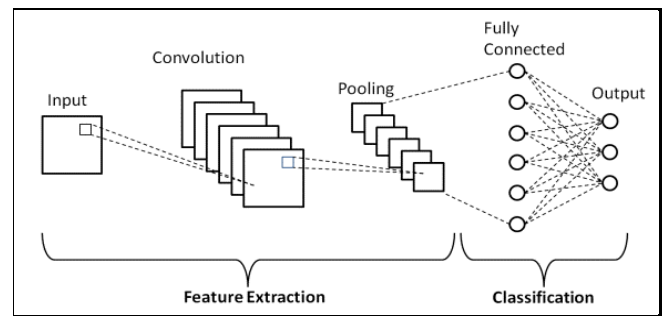 Input
Convolution
Pooling
Fully
Connected
Output
Feature Extraction
Classification